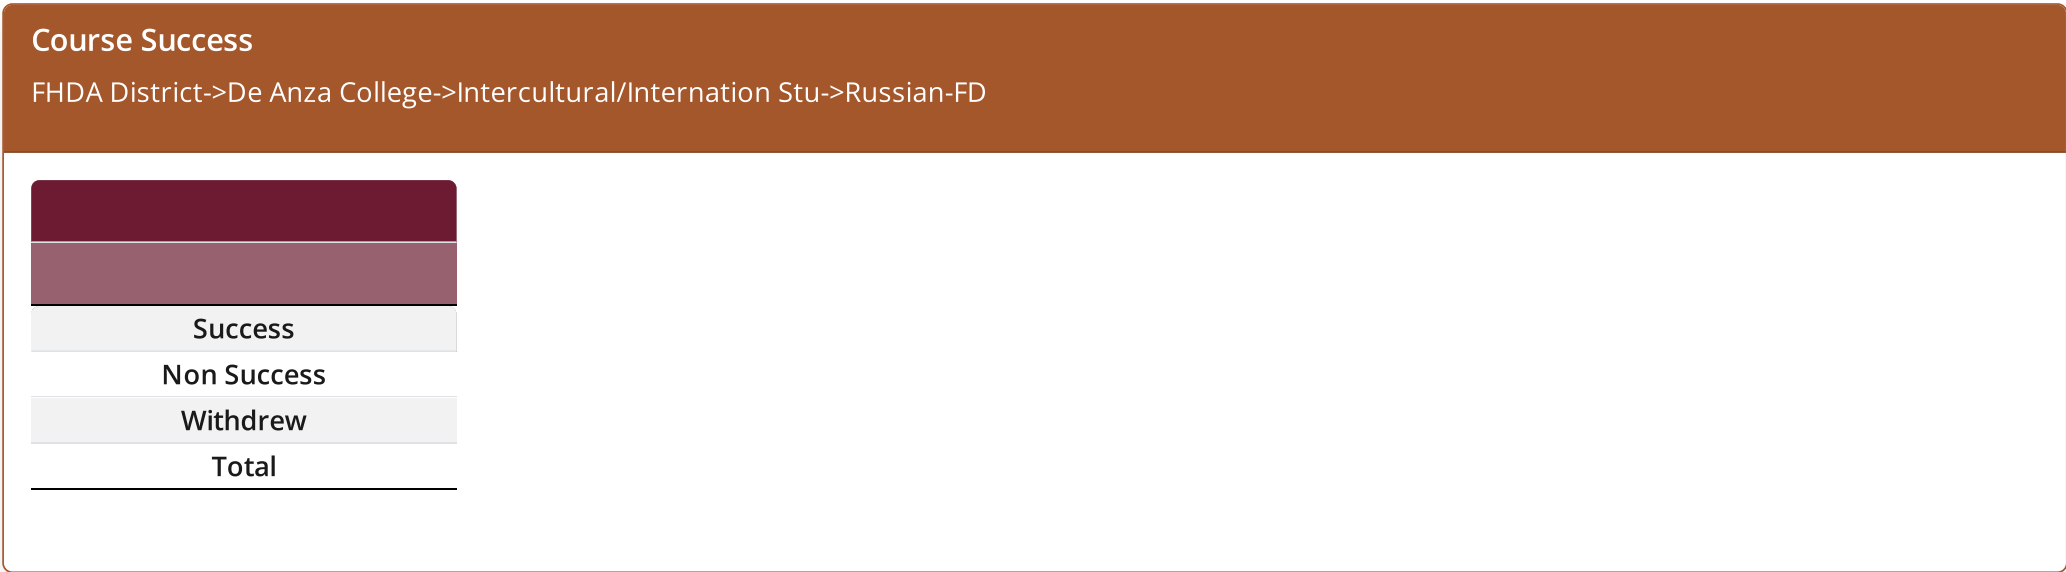 Course Success
FHDA District->De Anza College->Intercultural/Internation Stu->Russian-FD
Success
Non Success
Withdrew
Total